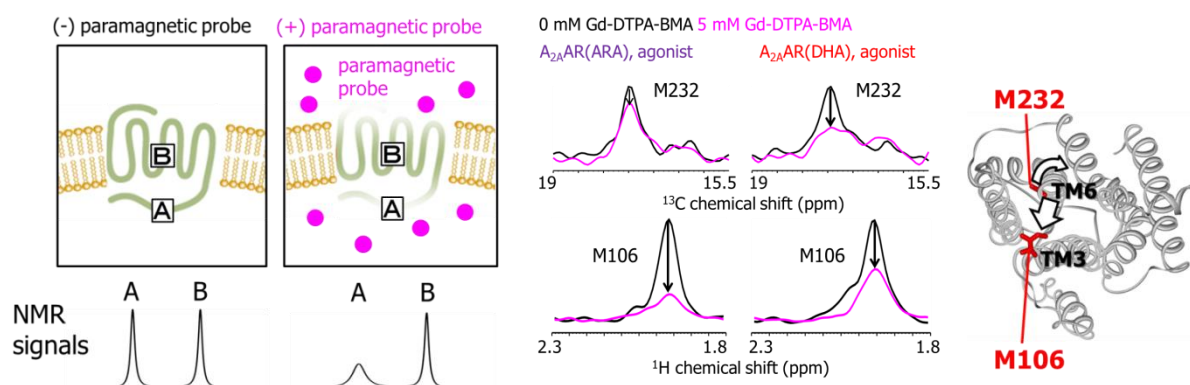 (-) paramagnetic probe
(+) paramagnetic probe
paramagnetic
probe
B
A
B
A
NMR
signals
A
B
A
B
0 mM Gd-DTPA-BMA 5 mM Gd-DTPA-BMA
A2AAR(ARA), agonist
A2AAR(DHA), agonist
M232
M232
19
15.5
19
15.5
13C chemical shift (ppm)
M106
M106
2.3
1.8
2.3
1.8
1H chemical shift (ppm)
M232
TM6
TM3
M106